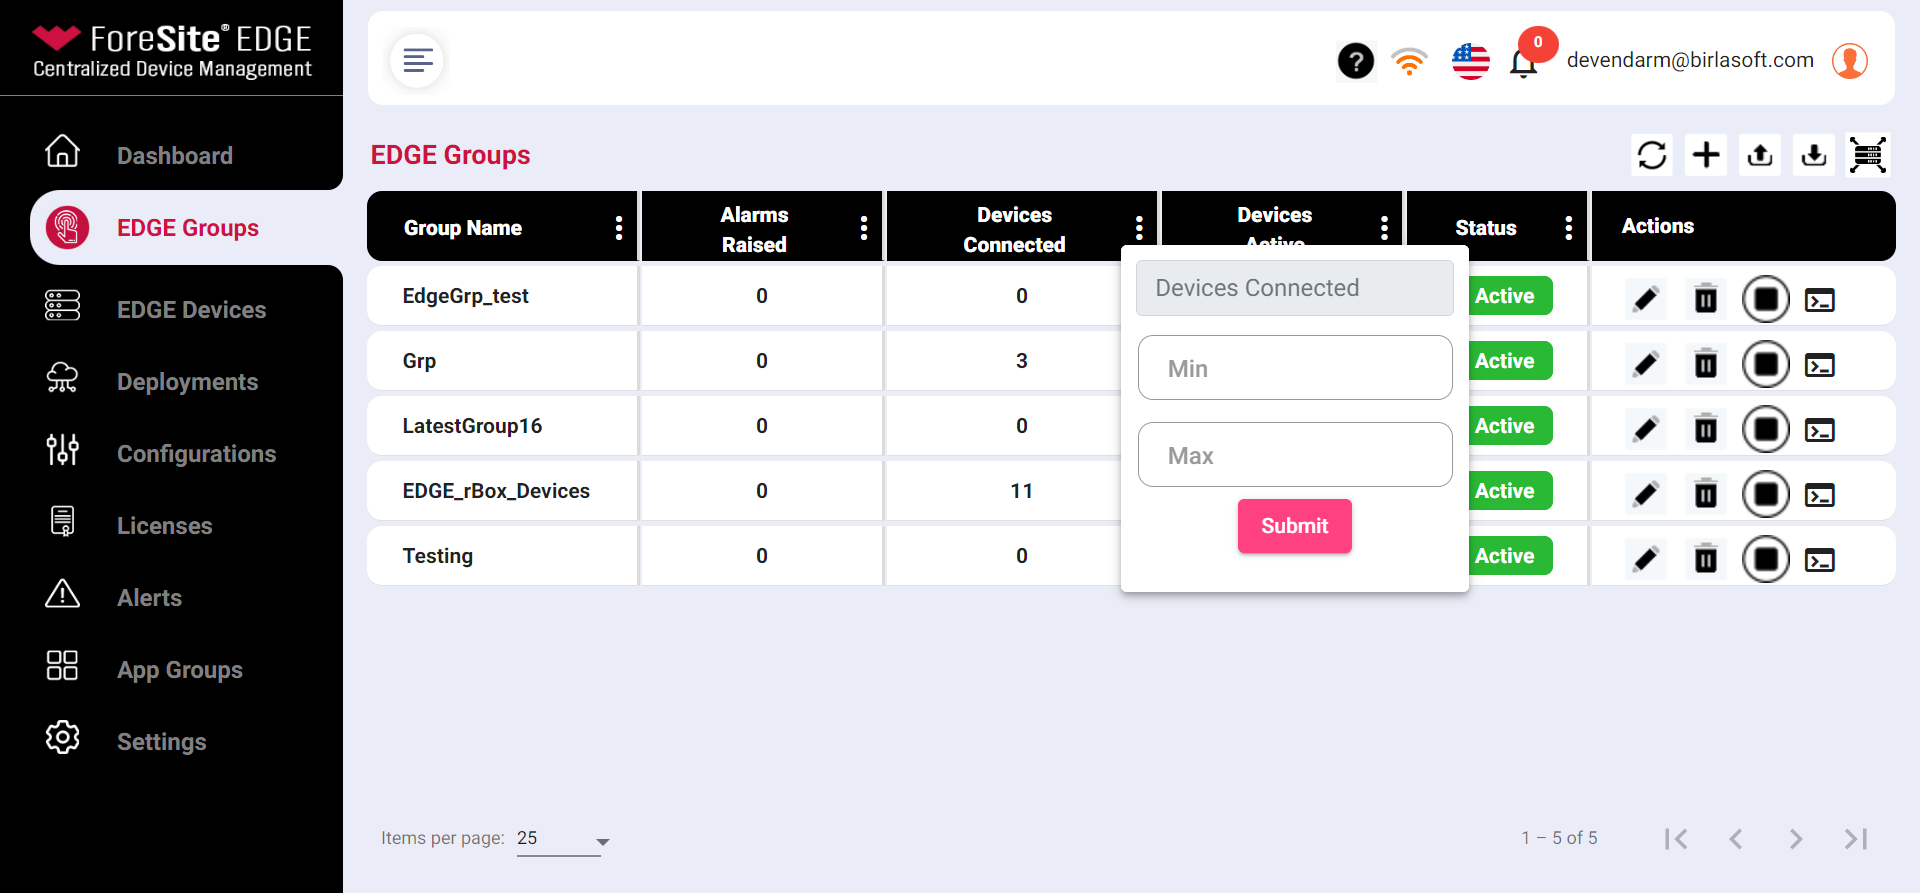 ForeSite® EDGE
Centralized Device Management
Dashboard
EDGE Groups
EDGE Devices
Deployments
Configurations
Licenses
Alerts
App Groups
Settings
?
0
devendarm@birlasoft.com
EDGE Groups
Group Name
Alarms
Raised
Devices
Connected
Devices
Active
Status
Actions
EdgeGrp_test 0 0 Active
Grp 0 3 Active
LatestGroup16 0 0 Active
EDGE_rBox_Devices 0 11 Active
Testing 0 0 Active
Devices Connected
Min
Max
Submit
Items per page: 25
1 – 5 of 5